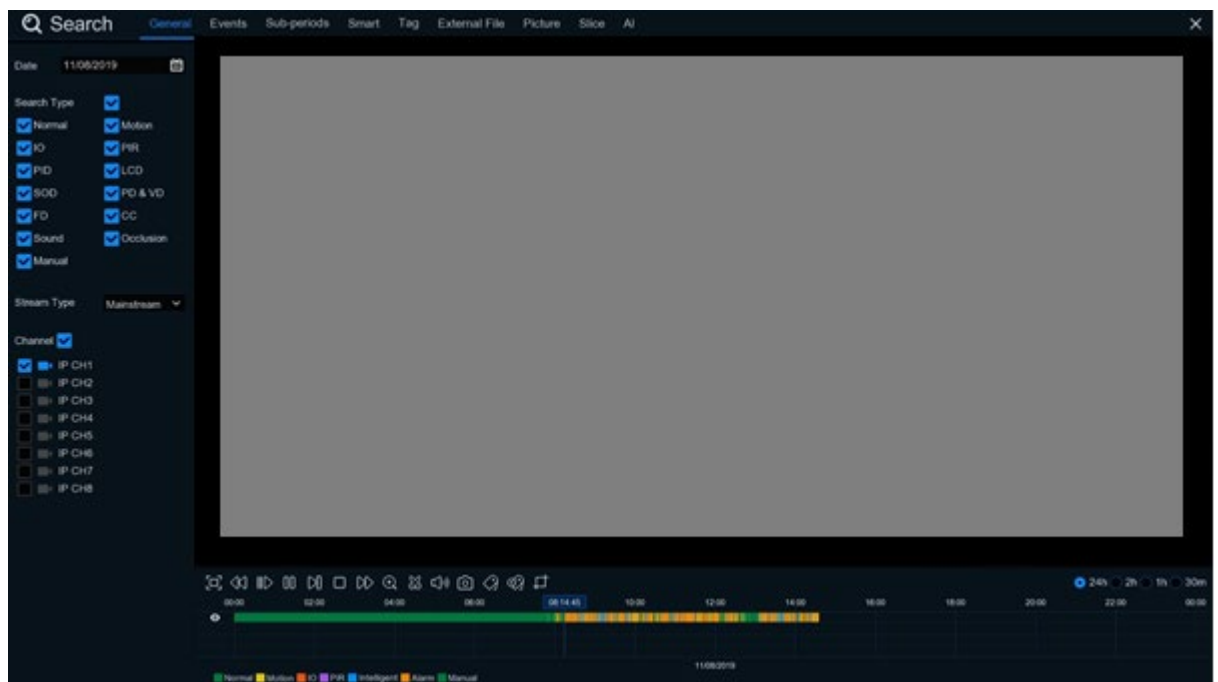 Search General Events Sub-periods Smart Tag External File Picture Slice AI
Date 11/08/2019
Search Type
Normal Motion
IO PIR
PID LCD
SOD PD & VD
FD CC
Sound Occlusion
Manual
Stream Type Mainstream
Channel
IP CH1
IP CH2
IP CH3
IP CH4
IP CH5
IP CH6
IP CH7
IP CH8
24h 2h 1h 30m
00:00 02:00 04:00 06:00 08:14:45 10:00 12:00 14:00 16:00 18:00 20:00 22:00 00:00
11/08/2019
Normal Motion IO PIR Intelligent Alarm Manual